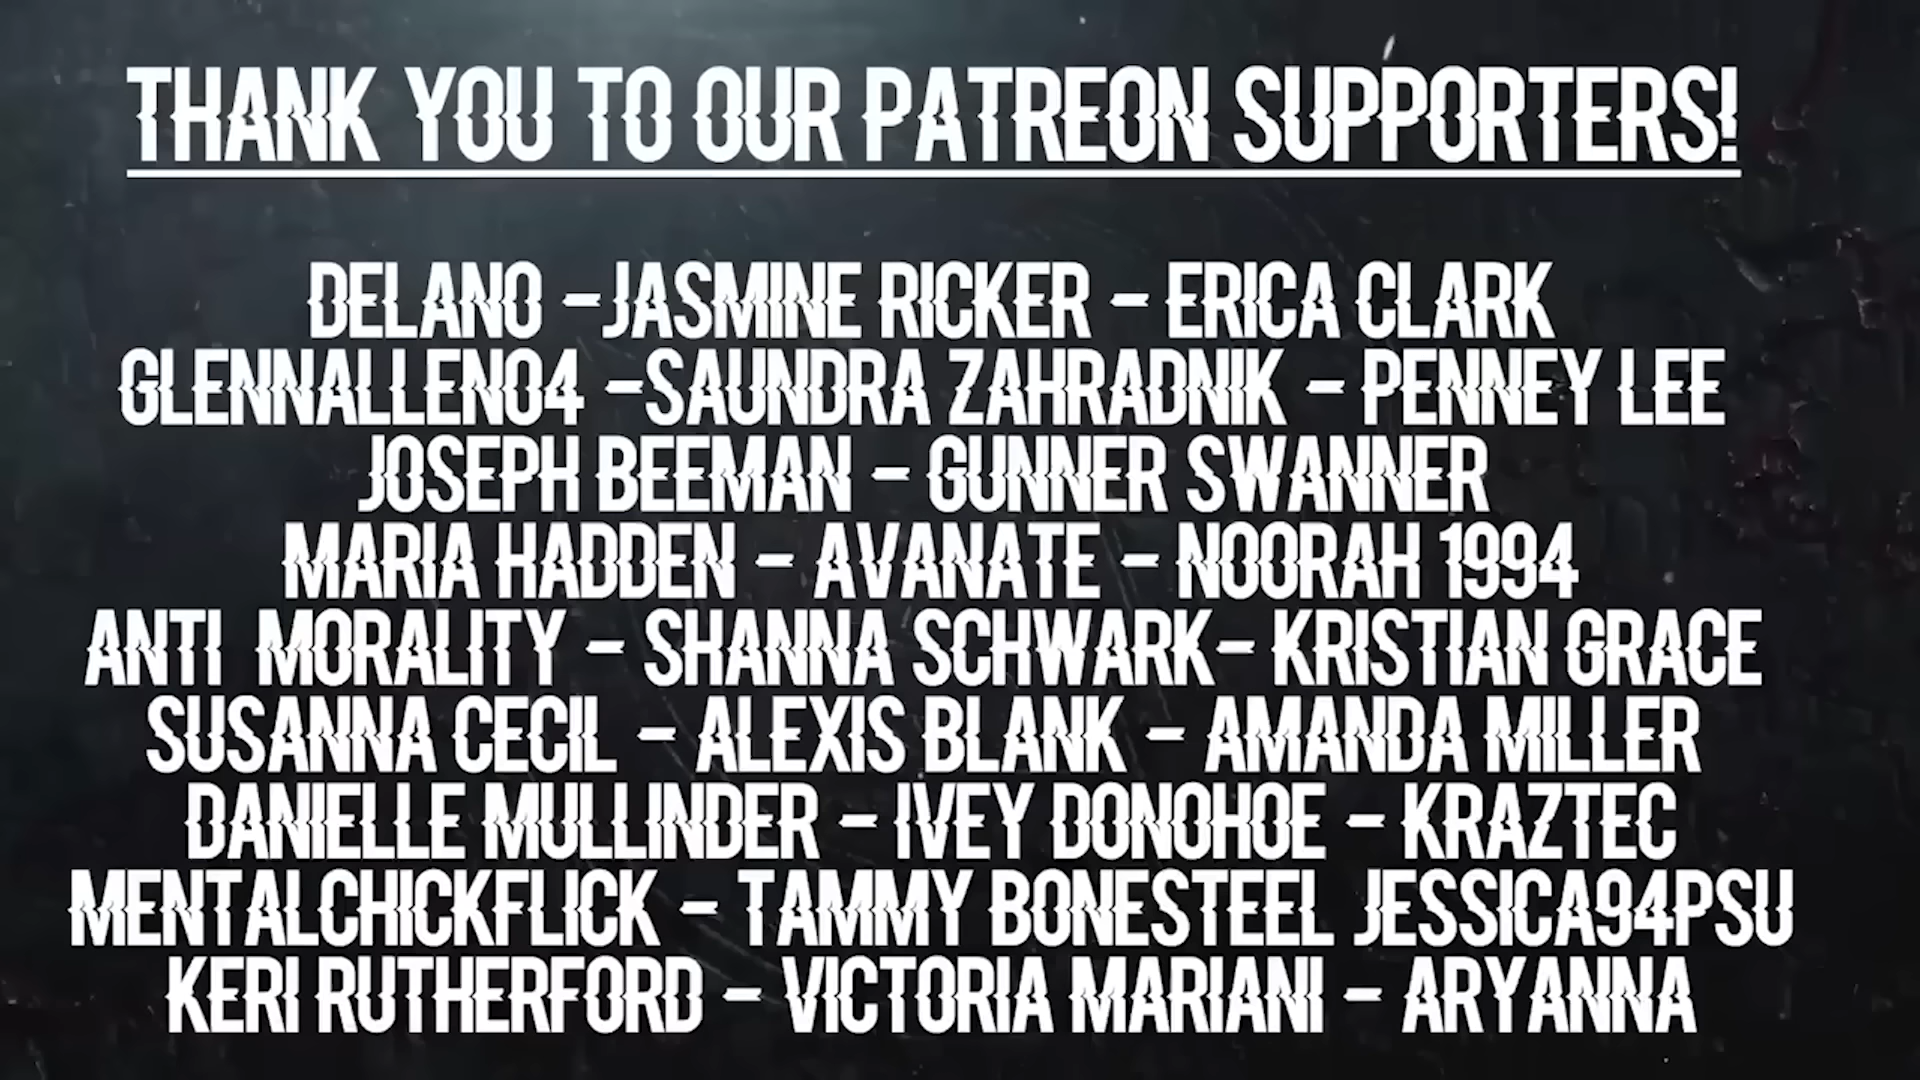 THANK YOU TO OUR PATREON SUPPORTERS!
DELANO -JASMINE RICKER - ERICA CLARK
GLENNALLEN04 -SAUNDRA ZAHRADNIK - PENNEY LEE
JOSEPH BEEMAN - GUNNER SWANNER
MARIA HADDEN - AVANATE - NOORAH 1994
ANTI MORALITY - SHANNA SCHWARK- KRISTIAN GRACE
SUSANNA CECIL - ALEXIS BLANK - AMANDA MILLER
DANIELLE MULLINDER - IVEY DONOHOE - KRAZTEC
MENTALCHICKFLICK - TAMMY BONESTEEL JESSICA94PSU
KERI RUTHERFORD - VICTORIA MARIANI - ARYANNA